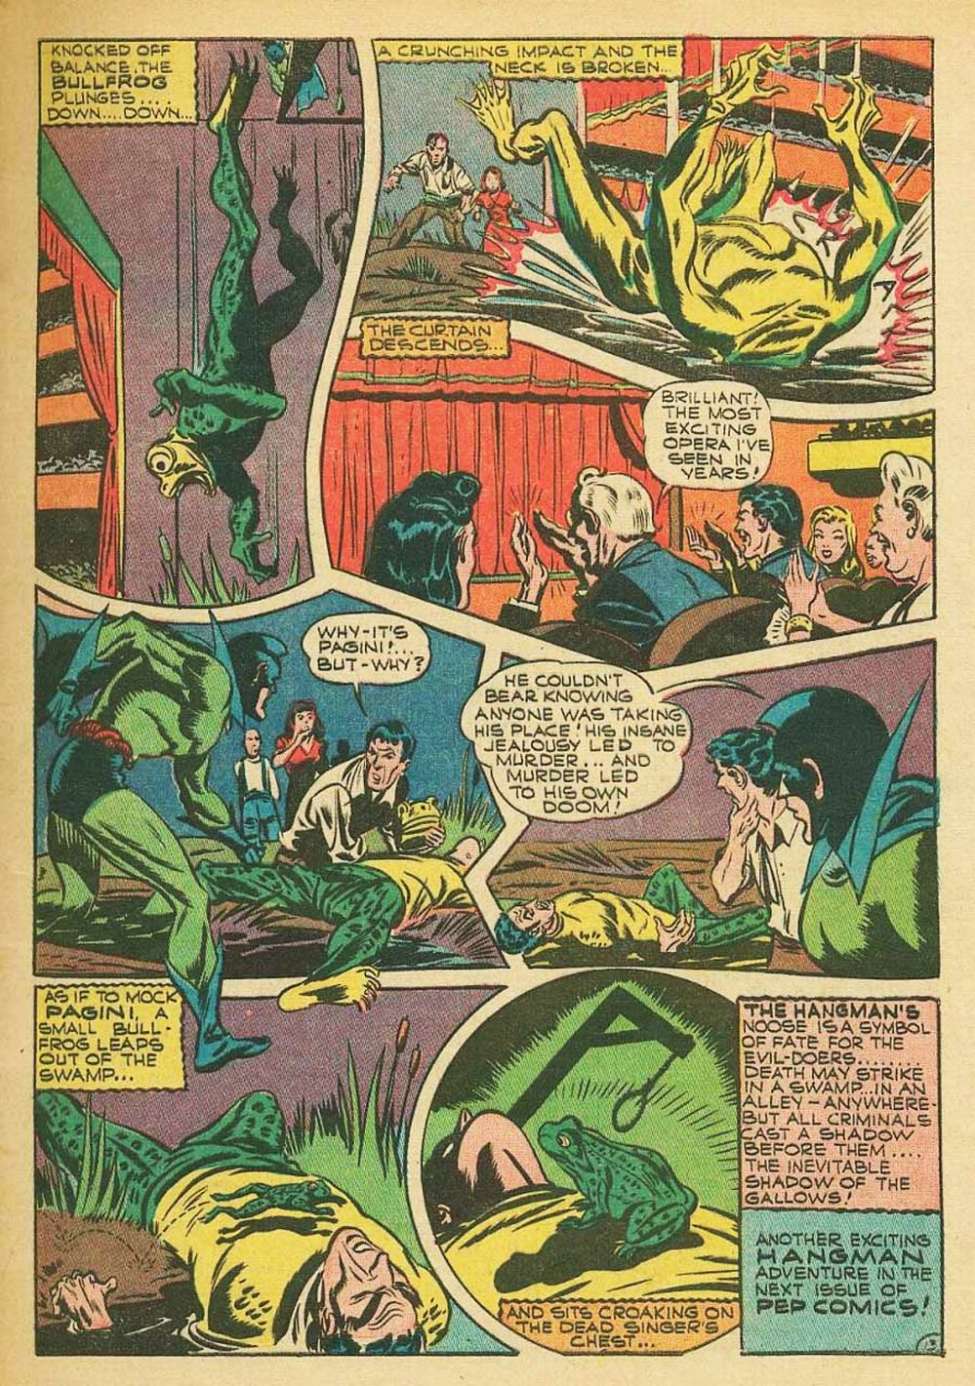 KNOCKED OFF
BALANCE, THE
BULLFROG
PLUNGES....
DOWN....DOWN...
A CRUNCHING IMPACT AND THE
NECK IS BROKEN...
THE CURTAIN
DESCENDS...
BRILLIANT!
THE MOST
EXCITING
OPERA I'VE
SEEN IN
YEARS!
WHY-IT'S
PAGINI!...
BUT-WHY?
HE COULDN'T
BEAR KNOWING
ANYONE WAS TAKING
HIS PLACE! HIS INSANE
JEALOUSY LED TO
MURDER... AND
MURDER LED
TO HIS OWN
DOOM!
AS IF TO MOCK
PAGINI, A
SMALL BULL-
FROG LEAPS
OUT OF THE
SWAMP...
AND SITS CROAKING ON
THE DEAD SINGER'S
CHEST...
THE HANGMAN'S
NOOSE IS A SYMBOL
OF FATE FOR THE
EVIL-DOERS........
DEATH MAY STRIKE
IN A SWAMP...IN AN
ALLEY-ANYWHERE-
BUT ALL CRIMINALS
CAST A SHADOW
BEFORE THEM....
THE INEVITABLE
SHADOW OF THE
GALLOWS!
ANOTHER EXCITING
HANGMAN
ADVENTURE IN THE
NEXT ISSUE OF
PEP COMICS!